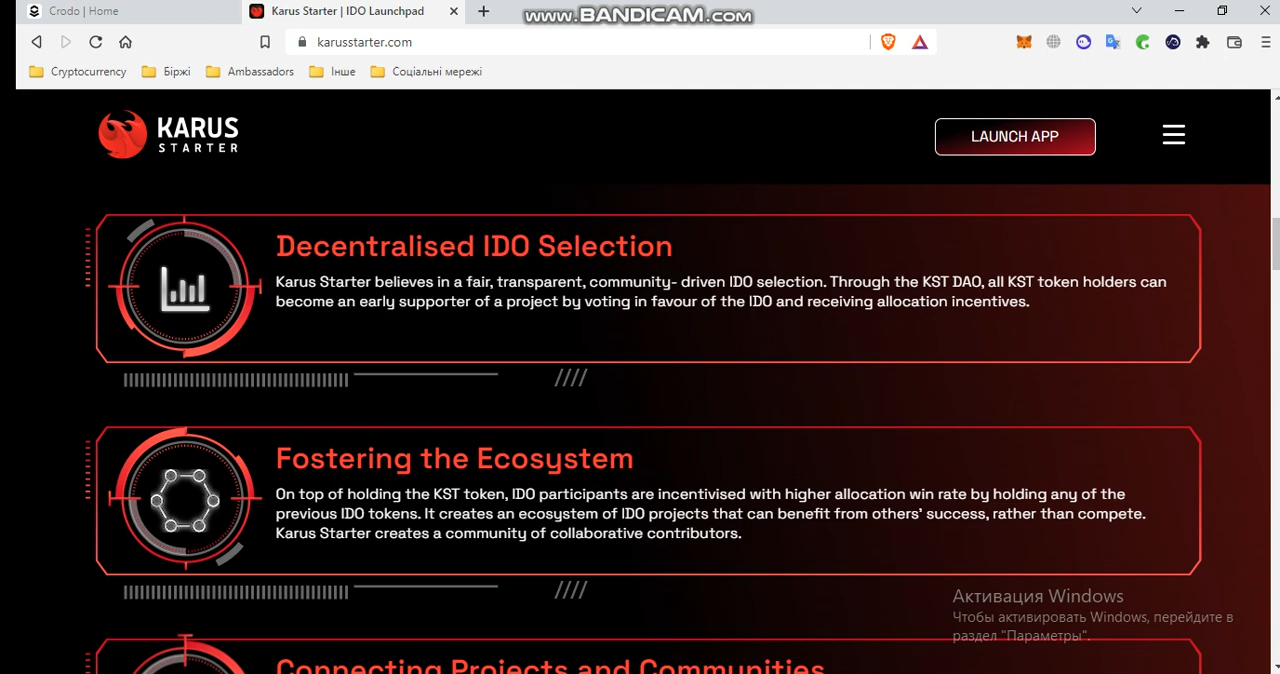 Crodo | Home
Karus Starter | IDO Launchpad
www.BANDICAM.com
karusstarter.com
Cryptocurrency
Біржі
Ambassadors
Інше
Соціальні мережі
KARUS
STARTER
LAUNCH APP
Decentralised IDO Selection
Karus Starter believes in a fair, transparent, community- driven IDO selection. Through the KST DAO, all KST token holders can
become an early supporter of a project by voting in favour of the IDO and receiving allocation incentives.
Fostering the Ecosystem
On top of holding the KST token, IDO participants are incentivised with higher allocation win rate by holding any of the
previous IDO tokens. It creates an ecosystem of IDO projects that can benefit from others' success, rather than compete.
Karus Starter creates a community of collaborative contributors.
Активация Windows
Чтобы активировать Windows, перейдите в
раздел "Параметры".
Connecting Projects and Communities